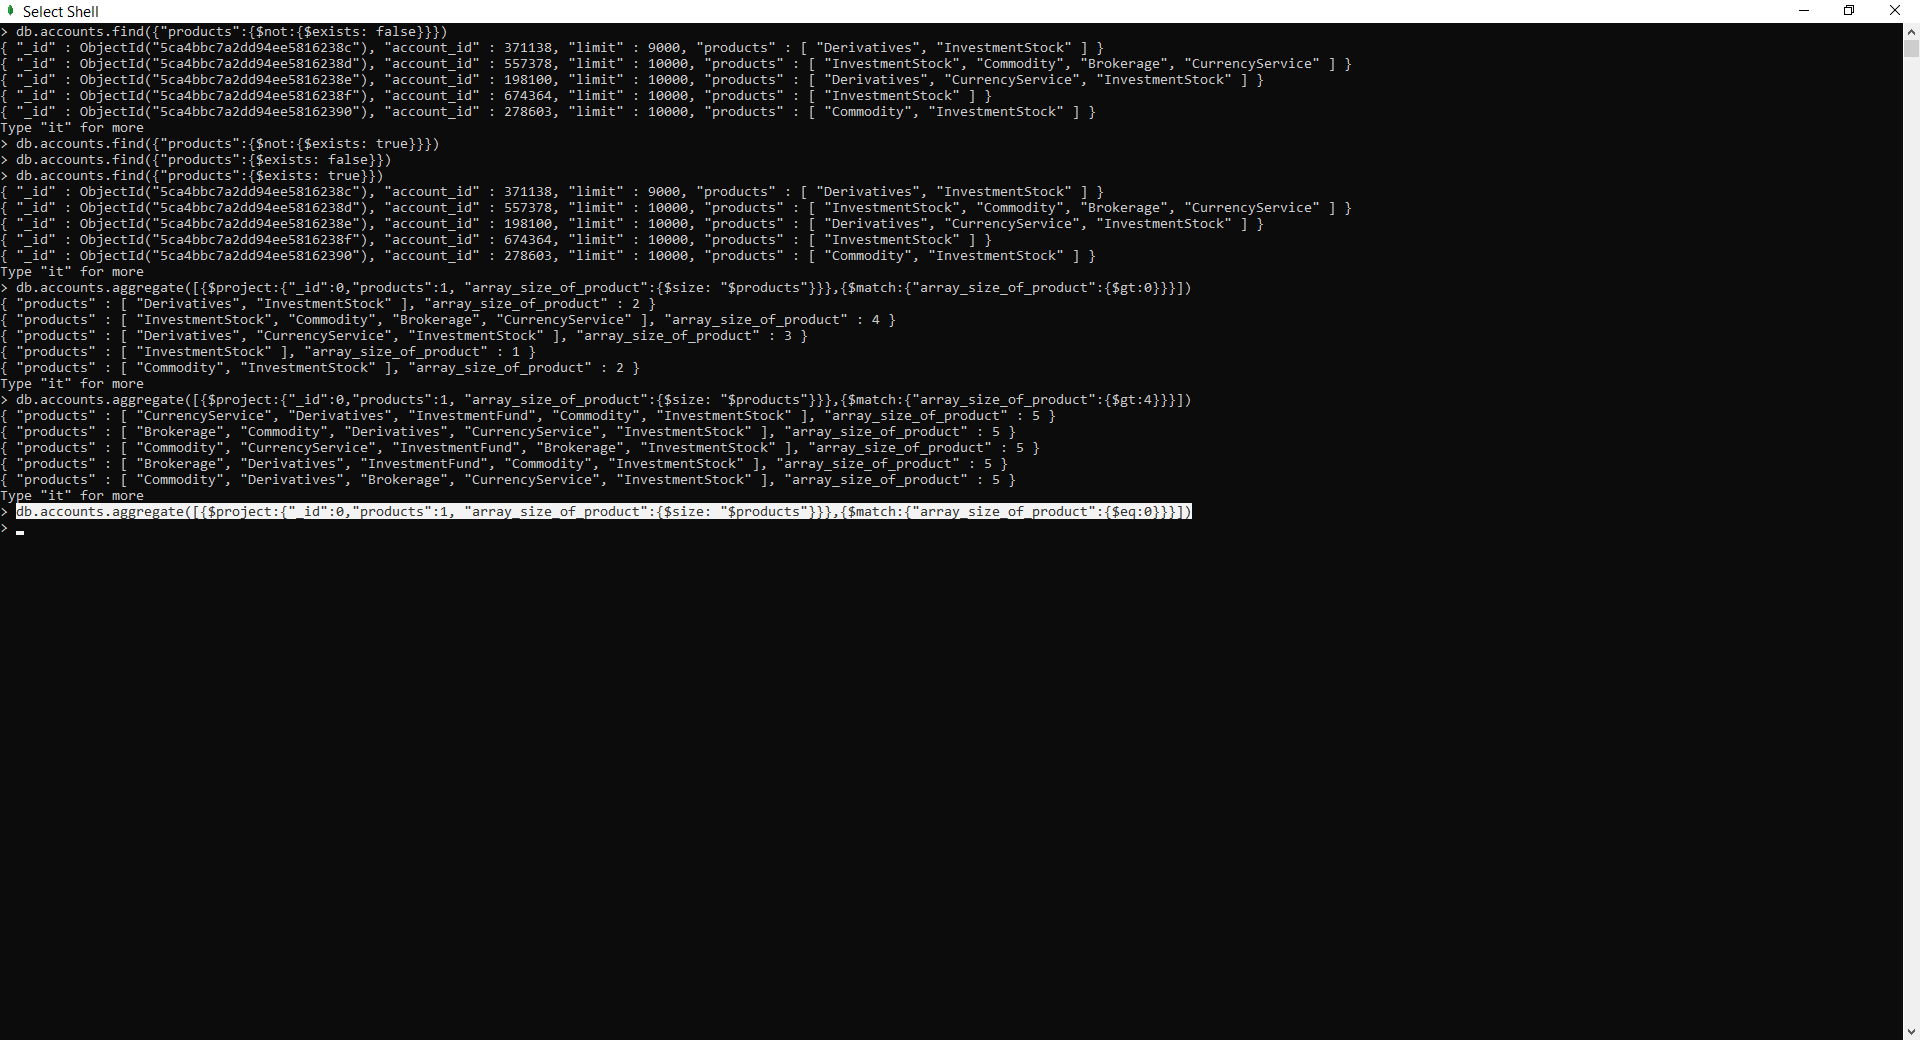 Select Shell
> db.accounts.find({"products":{$not:{$exists: false}}})
{ "_id" : ObjectId("5ca4bbc7a2dd94ee5816238c"), "account_id" : 371138, "limit" : 9000, "products" : [ "Derivatives", "InvestmentStock" ] }
{ "_id" : ObjectId("5ca4bbc7a2dd94ee5816238d"), "account_id" : 557378, "limit" : 10000, "products" : [ "InvestmentStock", "Commodity", "Brokerage", "CurrencyService" ] }
{ "_id" : ObjectId("5ca4bbc7a2dd94ee5816238e"), "account_id" : 198100, "limit" : 10000, "products" : [ "Derivatives", "CurrencyService", "InvestmentStock" ] }
{ "_id" : ObjectId("5ca4bbc7a2dd94ee5816238f"), "account_id" : 674364, "limit" : 10000, "products" : [ "InvestmentStock" ] }
{ "_id" : ObjectId("5ca4bbc7a2dd94ee58162390"), "account_id" : 278603, "limit" : 10000, "products" : [ "Commodity", "InvestmentStock" ] }
Type "it" for more
> db.accounts.find({"products":{$not:{$exists: true}}})
> db.accounts.find({"products":{$exists: false}})
> db.accounts.find({"products":{$exists: true}})
{ "_id" : ObjectId("5ca4bbc7a2dd94ee5816238c"), "account_id" : 371138, "limit" : 9000, "products" : [ "Derivatives", "InvestmentStock" ] }
{ "_id" : ObjectId("5ca4bbc7a2dd94ee5816238d"), "account_id" : 557378, "limit" : 10000, "products" : [ "InvestmentStock", "Commodity", "Brokerage", "CurrencyService" ] }
{ "_id" : ObjectId("5ca4bbc7a2dd94ee5816238e"), "account_id" : 198100, "limit" : 10000, "products" : [ "Derivatives", "CurrencyService", "InvestmentStock" ] }
{ "_id" : ObjectId("5ca4bbc7a2dd94ee5816238f"), "account_id" : 674364, "limit" : 10000, "products" : [ "InvestmentStock" ] }
{ "_id" : ObjectId("5ca4bbc7a2dd94ee58162390"), "account_id" : 278603, "limit" : 10000, "products" : [ "Commodity", "InvestmentStock" ] }
Type "it" for more
> db.accounts.aggregate([{$project:{"_id":0,"products":1, "array_size_of_product":{$size: "$products"}}},{$match:{"array_size_of_product":{$gt:0}}}])
{ "products" : [ "Derivatives", "InvestmentStock" ], "array_size_of_product" : 2 }
{ "products" : [ "InvestmentStock", "Commodity", "Brokerage", "CurrencyService" ], "array_size_of_product" : 4 }
{ "products" : [ "Derivatives", "CurrencyService", "InvestmentStock" ], "array_size_of_product" : 3 }
{ "products" : [ "InvestmentStock" ], "array_size_of_product" : 1 }
{ "products" : [ "Commodity", "InvestmentStock" ], "array_size_of_product" : 2 }
Type "it" for more
> db.accounts.aggregate([{$project:{"_id":0,"products":1, "array_size_of_product":{$size: "$products"}}},{$match:{"array_size_of_product":{$gt:4}}}])
{ "products" : [ "CurrencyService", "Derivatives", "InvestmentFund", "Commodity", "InvestmentStock" ], "array_size_of_product" : 5 }
{ "products" : [ "Brokerage", "Commodity", "Derivatives", "CurrencyService", "InvestmentStock" ], "array_size_of_product" : 5 }
{ "products" : [ "Commodity", "CurrencyService", "InvestmentFund", "Brokerage", "InvestmentStock" ], "array_size_of_product" : 5 }
{ "products" : [ "Brokerage", "Derivatives", "InvestmentFund", "Commodity", "InvestmentStock" ], "array_size_of_product" : 5 }
{ "products" : [ "Commodity", "Derivatives", "Brokerage", "CurrencyService", "InvestmentStock" ], "array_size_of_product" : 5 }
Type "it" for more
> db.accounts.aggregate([{$project:{"_id":0,"products":1, "array_size_of_product":{$size: "$products"}}},{$match:{"array_size_of_product":{$eq:0}}}])
>